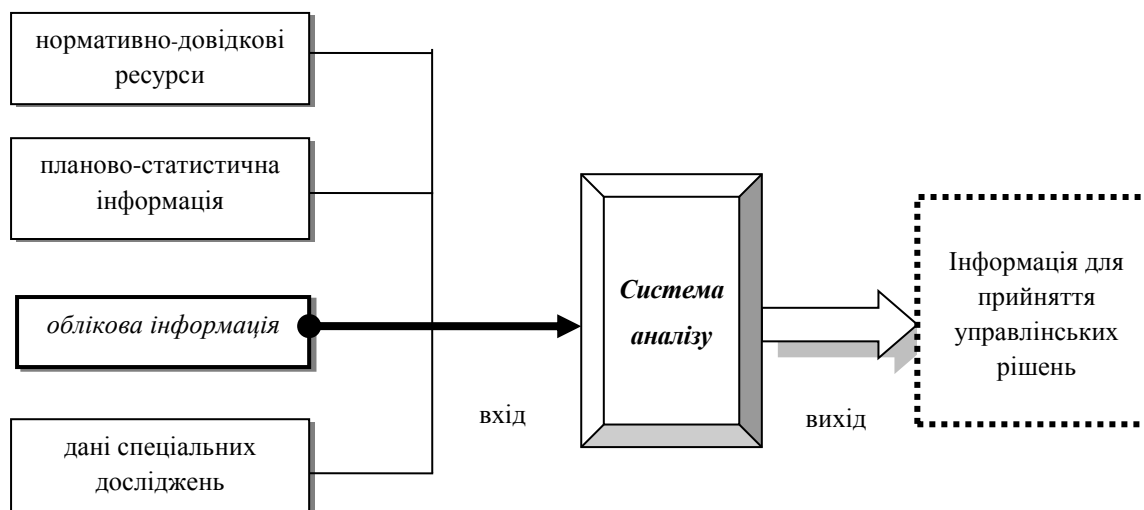 нормативно-довідкові
ресурси
планово-статистична
інформація
облікова інформація
дані спеціальних
досліджень
вхід
Система
аналізу
вихід
Інформація для
прийняття
управлінських
рішень